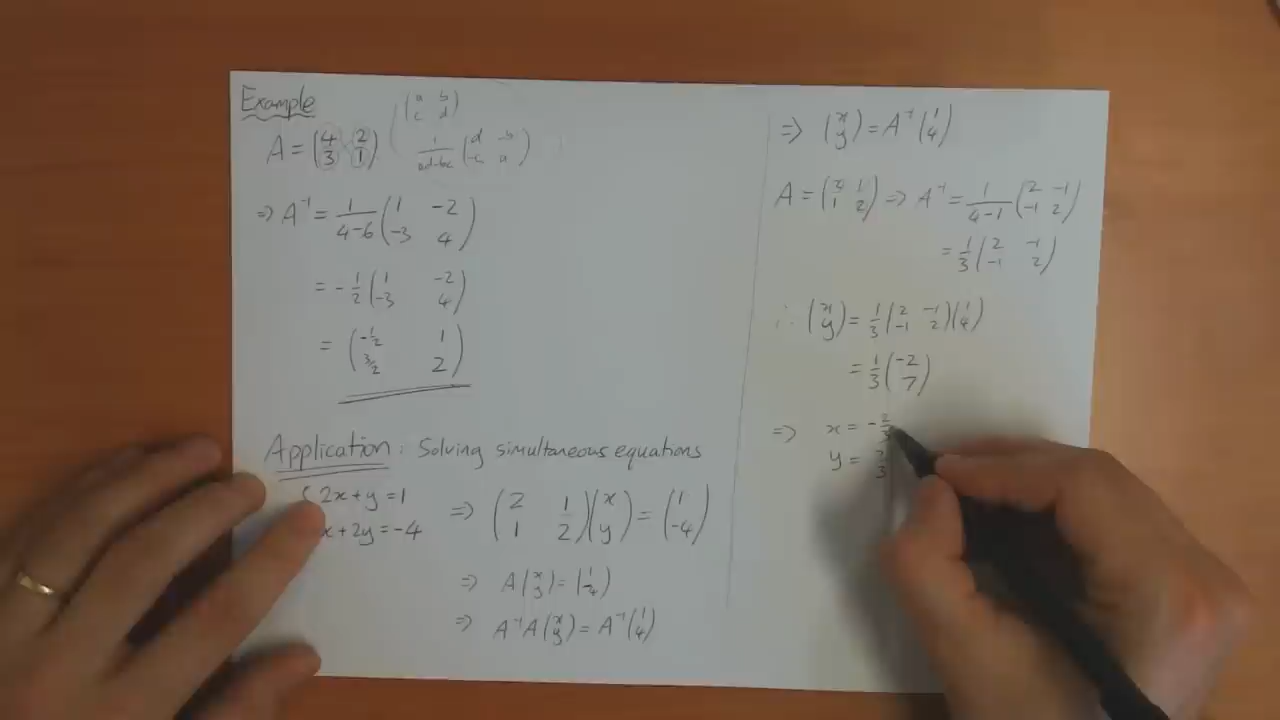 Example
(a b
c d)
A = (4 2
3 1)
1/(ad-bc) (d -b
-c a)
⇒ A⁻¹ = 1/(4-6) (1 -2
-3 4)
= -1/2 (1 -2
-3 4)
= (-1/2 1
3/2 2)
Application : Solving simultaneous equations
{ 2x+y = 1
x+2y = -4
⇒ (2 1
1 2)(x
y) = (1
-4)
⇒ A(x
y) = (1
-4)
⇒ A⁻¹A(x
y) = A⁻¹(1
4)
⇒ (x
y) = A⁻¹(1
4)
A = ( 1
1 2) ⇒ A⁻¹ = 1/(4-1) (2 -1
-1 2)
= 1/3 (2 -1
-1 2)
∴ (x
y) = 1/3 (2 -1
-1 2)(1
4)
= 1/3 (-2
7)
⇒ x = -2/3
y = 7/3